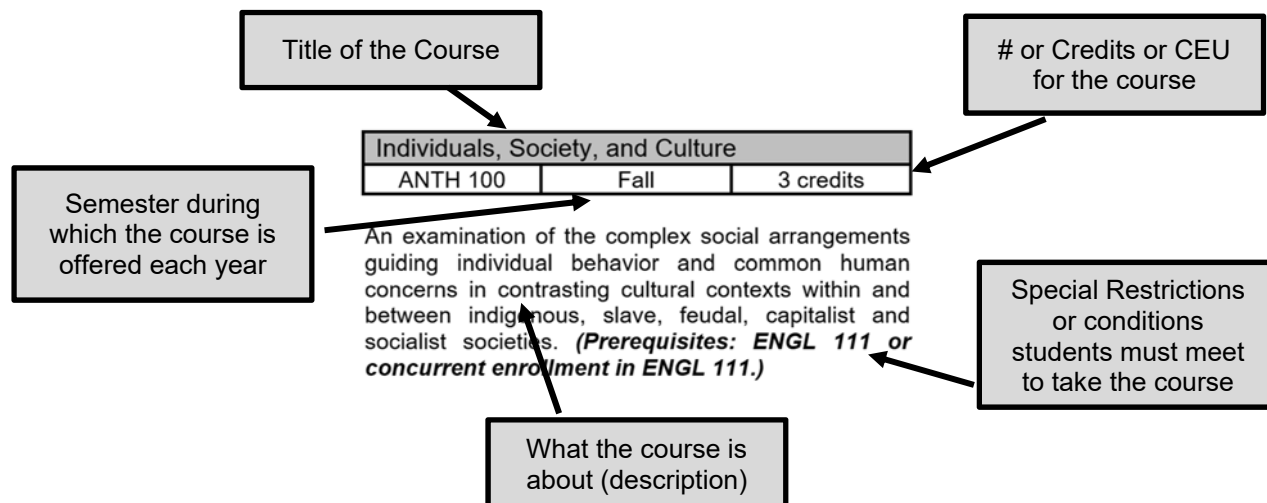 Title of the Course
# or Credits or CEU
for the course
Individuals, Society, and Culture
ANTH 100 Fall 3 credits
Semester during
which the course is
offered each year
An examination of the complex social arrangements
guiding individual behavior and common human
concerns in contrasting cultural contexts within and
between indigenous, slave, feudal, capitalist and
socialist societies. (Prerequisites: ENGL 111 or
concurrent enrollment in ENGL 111.)
Special Restrictions
or conditions
students must meet
to take the course
What the course is
about (description)